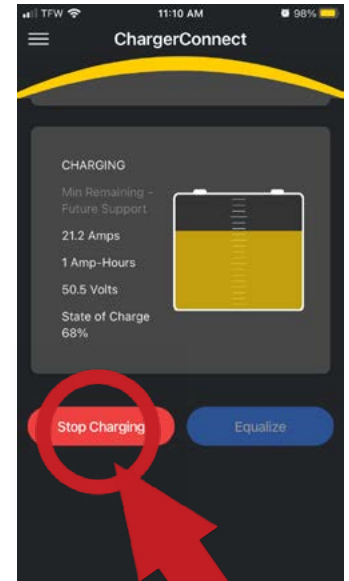 TFW 11:10 AM 98%
ChargerConnect
CHARGING
Min Remaining -
Future Support
21.2 Amps
1 Amp-Hours
50.5 Volts
State of Charge
68%
Stop Charging Equalize